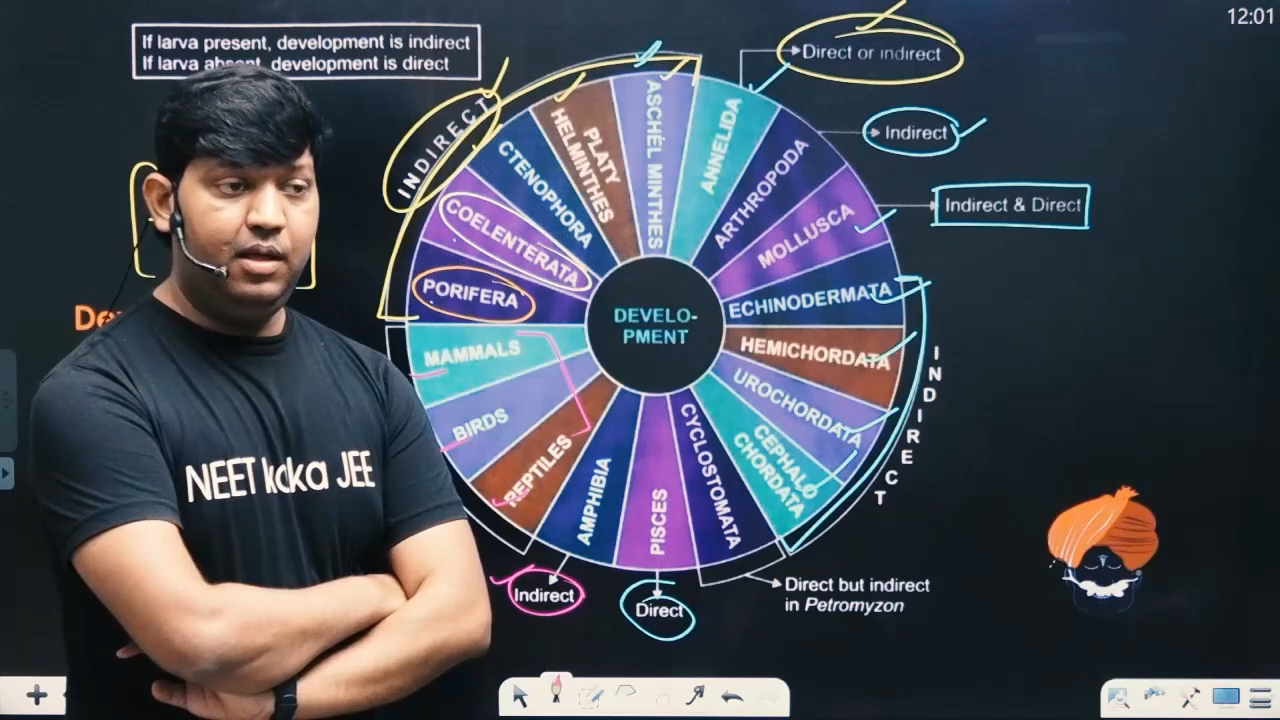 12:01
If larva present, development is indirect
If larva absent, development is direct
Direct or indirect
Indirect
Indirect & Direct
INDIRECT
PORIFERA
COELENTERATA
CTENOPHORA
PLATY
HELMINTHES
ASCHEL MINTHES
ANNELIDA
ARTHROPODA
MOLLUSCA
ECHINODERMATA
HEMICHORDATA
UROCHORDATA
CEPHALO
CHORDATA
CYCLOSTOMATA
PISCES
AMPHIBIA
REPTILES
BIRDS
MAMMALS
DEVELO-
PMENT
INDIRECT
Indirect
Direct
Direct but indirect
in Petromyzon
NEET kaka JEE